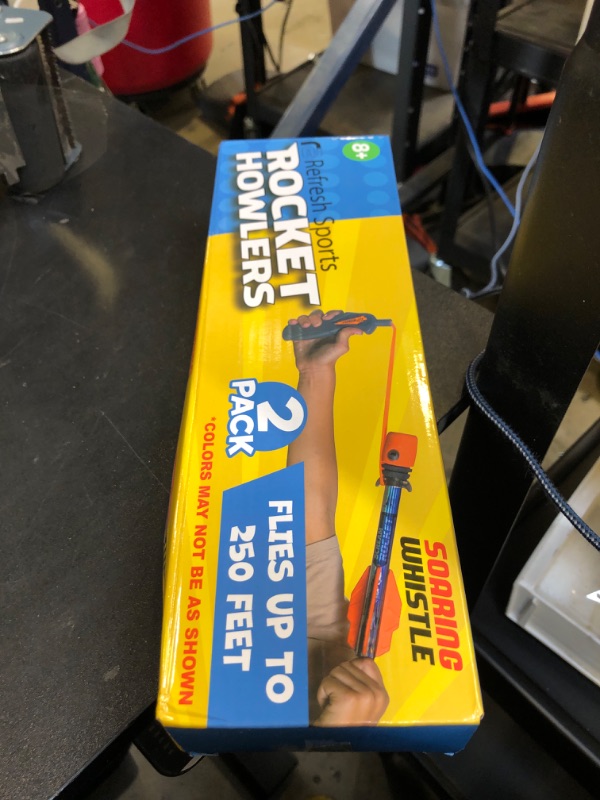 8+
Refresh Sports
ROCKET
HOWLERS
2
PACK
FLIES UP TO
250 FEET
SOARING
WHISTLE
*COLORS MAY NOT BE AS SHOWN